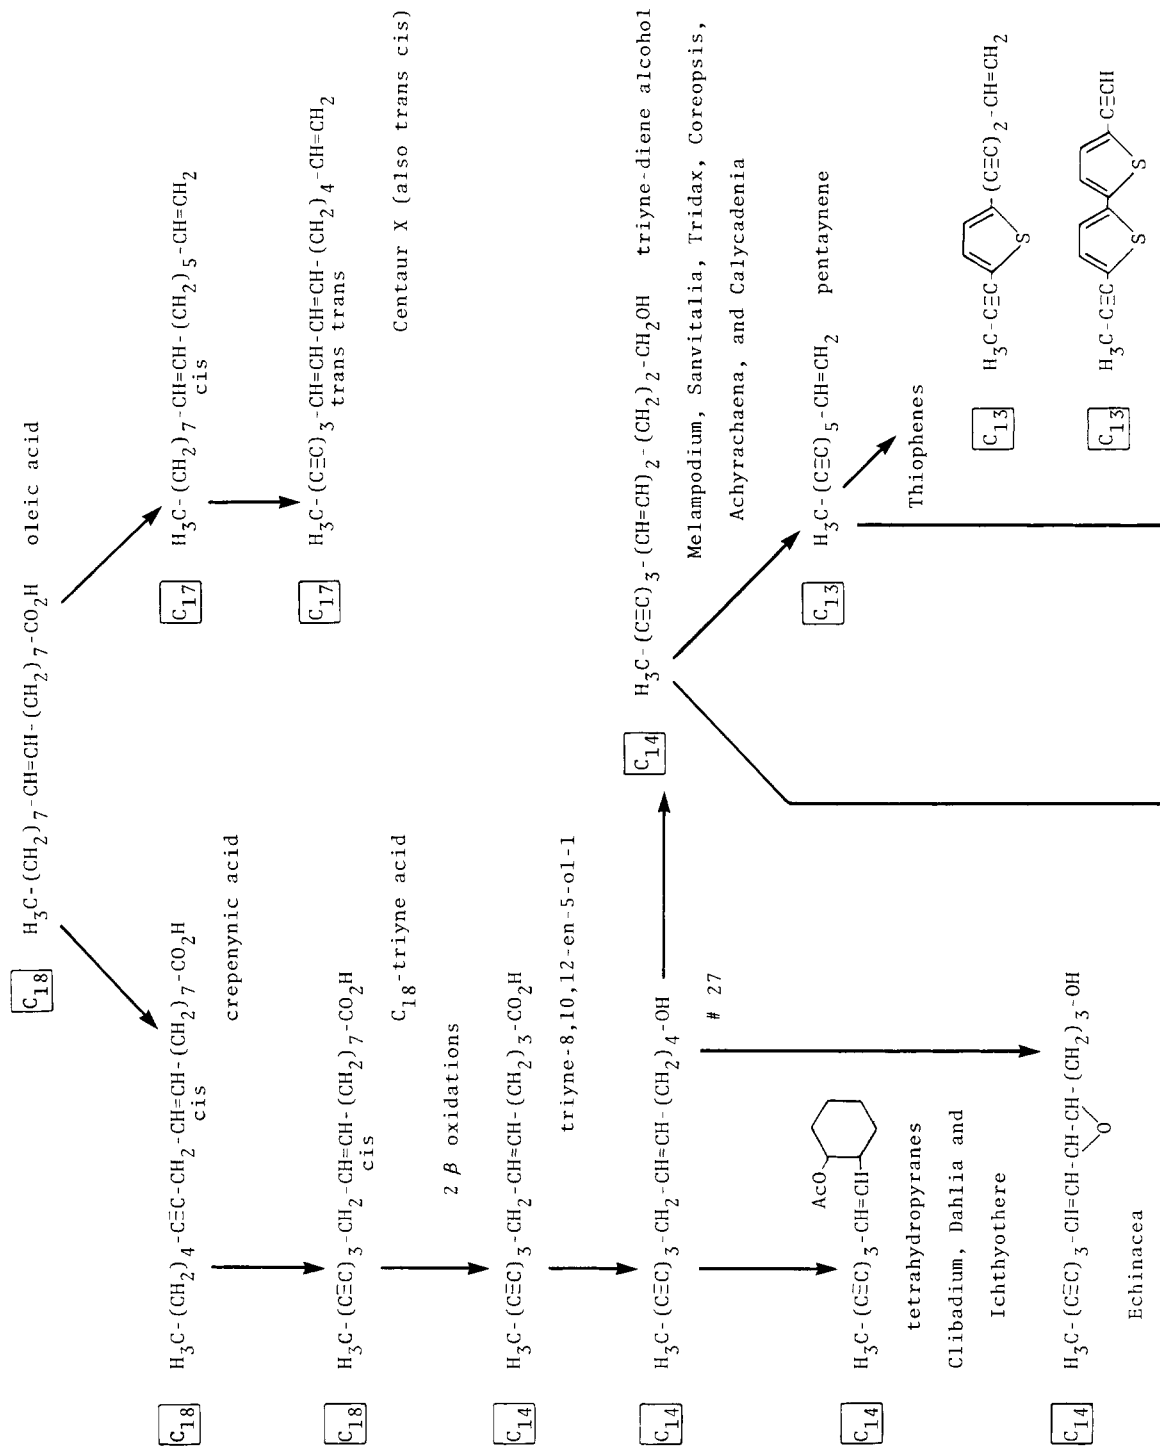 C18 H3C-(CH2)7-CH=CH-(CH2)7-CO2H oleic acid
C18 H3C-(CH2)4-C≡C-CH2-CH=CH-(CH2)7-CO2H
cis
crepenynic acid
C17 H3C-(CH2)7-CH=CH-(CH2)5-CH=CH2
cis
C18 H3C-(C≡C)3-CH2-CH=CH-(CH2)7-CO2H
cis
C18-triyne acid
C17 H3C-(C≡C)3-CH=CH-CH=CH-(CH2)4-CH=CH2
trans trans
Centaur X (also trans cis)
2 β oxidations
C14 H3C-(C≡C)3-CH2-CH=CH-(CH2)3-CO2H
triyne-8,10,12-en-5-ol-1
C14 H3C-(C≡C)3-CH2-CH=CH-(CH2)4-OH
# 27
C14 H3C-(C≡C)3-(CH=CH)2-(CH2)2-CH2OH triyne-diene alcohol
Melampodium, Sanvitalia, Tridax, Coreopsis,
Achyrachaena, and Calycadenia
C14 H3C-(C≡C)3-CH=CH
AcO
tetrahydropyranes
Clibadium, Dahlia and
Ichthyothere
C13 H3C-(C≡C)5-CH=CH2 pentaynene
Thiophenes
C13 H3C-C≡C S (C≡C)2-CH=CH2
C14 H3C-(C≡C)3-CH=CH-CH-CH-(CH2)3-OH
O
Echinacea
C13 H3C-C≡C S S C≡CH